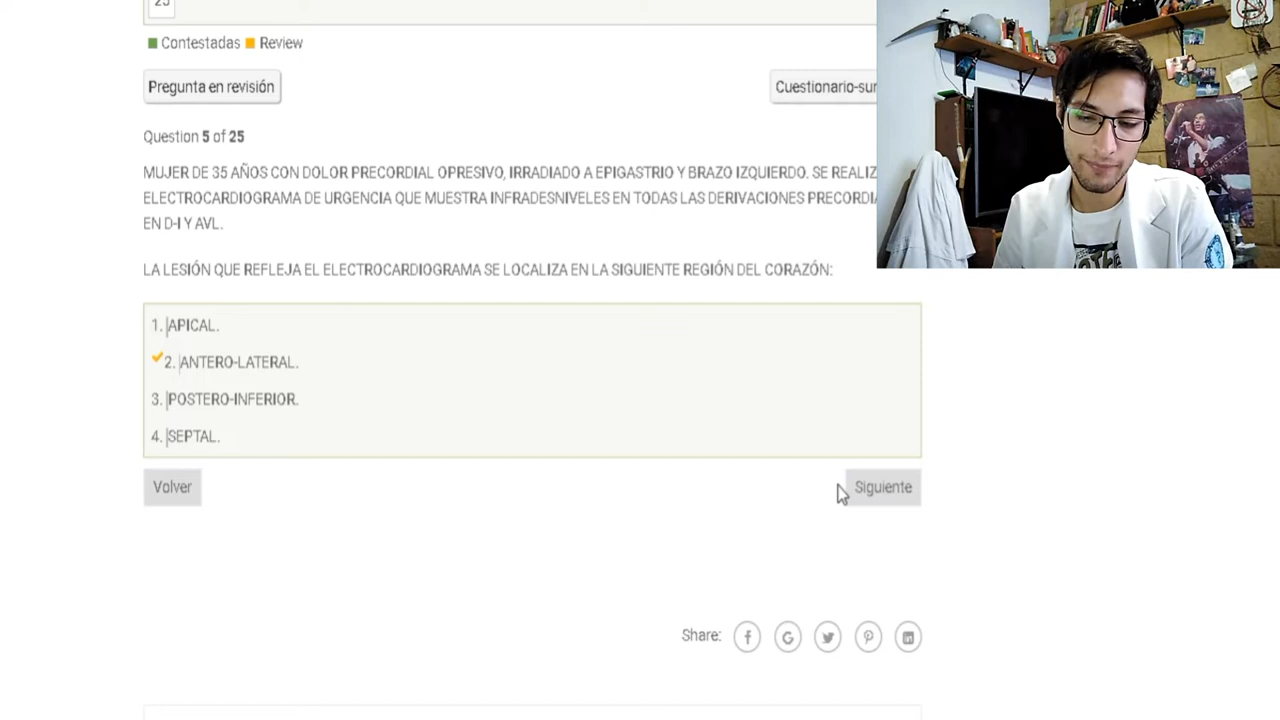 25
Contestadas Review
Pregunta en revisión
Question 5 of 25
MUJER DE 35 AÑOS CON DOLOR PRECORDIAL OPRESIVO, IRRADIADO A EPIGASTRIO Y BRAZO IZQUIERDO. SE REALIZ
ELECTROCARDIOGRAMA DE URGENCIA QUE MUESTRA INFRADESNIVELES EN TODAS LAS DERIVACIONES PRECORDIA
EN D-I Y AVL.
LA LESIÓN QUE REFLEJA EL ELECTROCARDIOGRAMA SE LOCALIZA EN LA SIGUIENTE REGIÓN DEL CORAZÓN:
1. APICAL.
2. ANTERO-LATERAL.
3. POSTERO-INFERIOR.
4. SEPTAL.
Volver
Siguiente
Share: